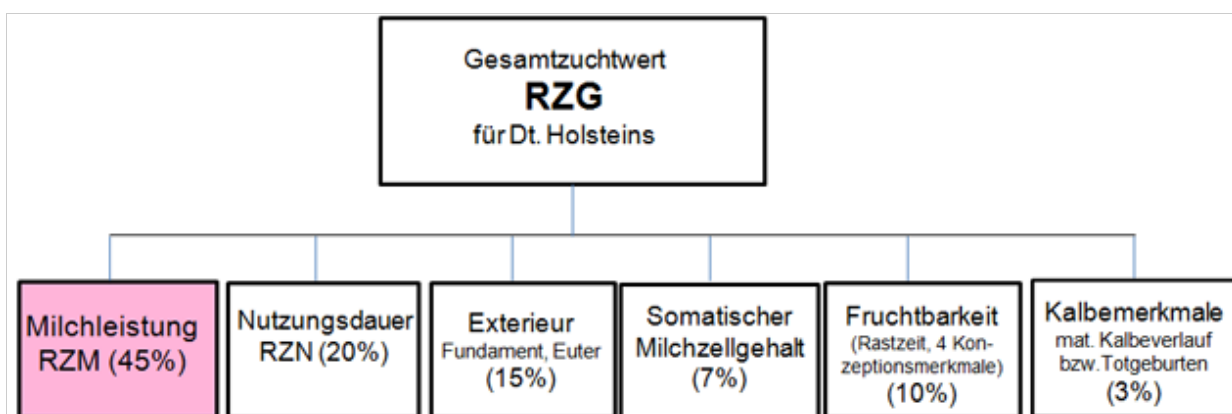 Gesamtzuchtwert
RZG
für Dt. Holsteins
Milchleistung
RZM (45%)
Nutzungsdauer
RZN (20%)
Exterieur
Fundament, Euter
(15%)
Somatischer
Milchzellgehalt
(7%)
Fruchtbarkeit
(Rastzeit, 4 Kon-
zeptionsmerkmale)
(10%)
Kalbemerkmale
mat. Kalbeverlauf
bzw. Totgeburten
(3%)